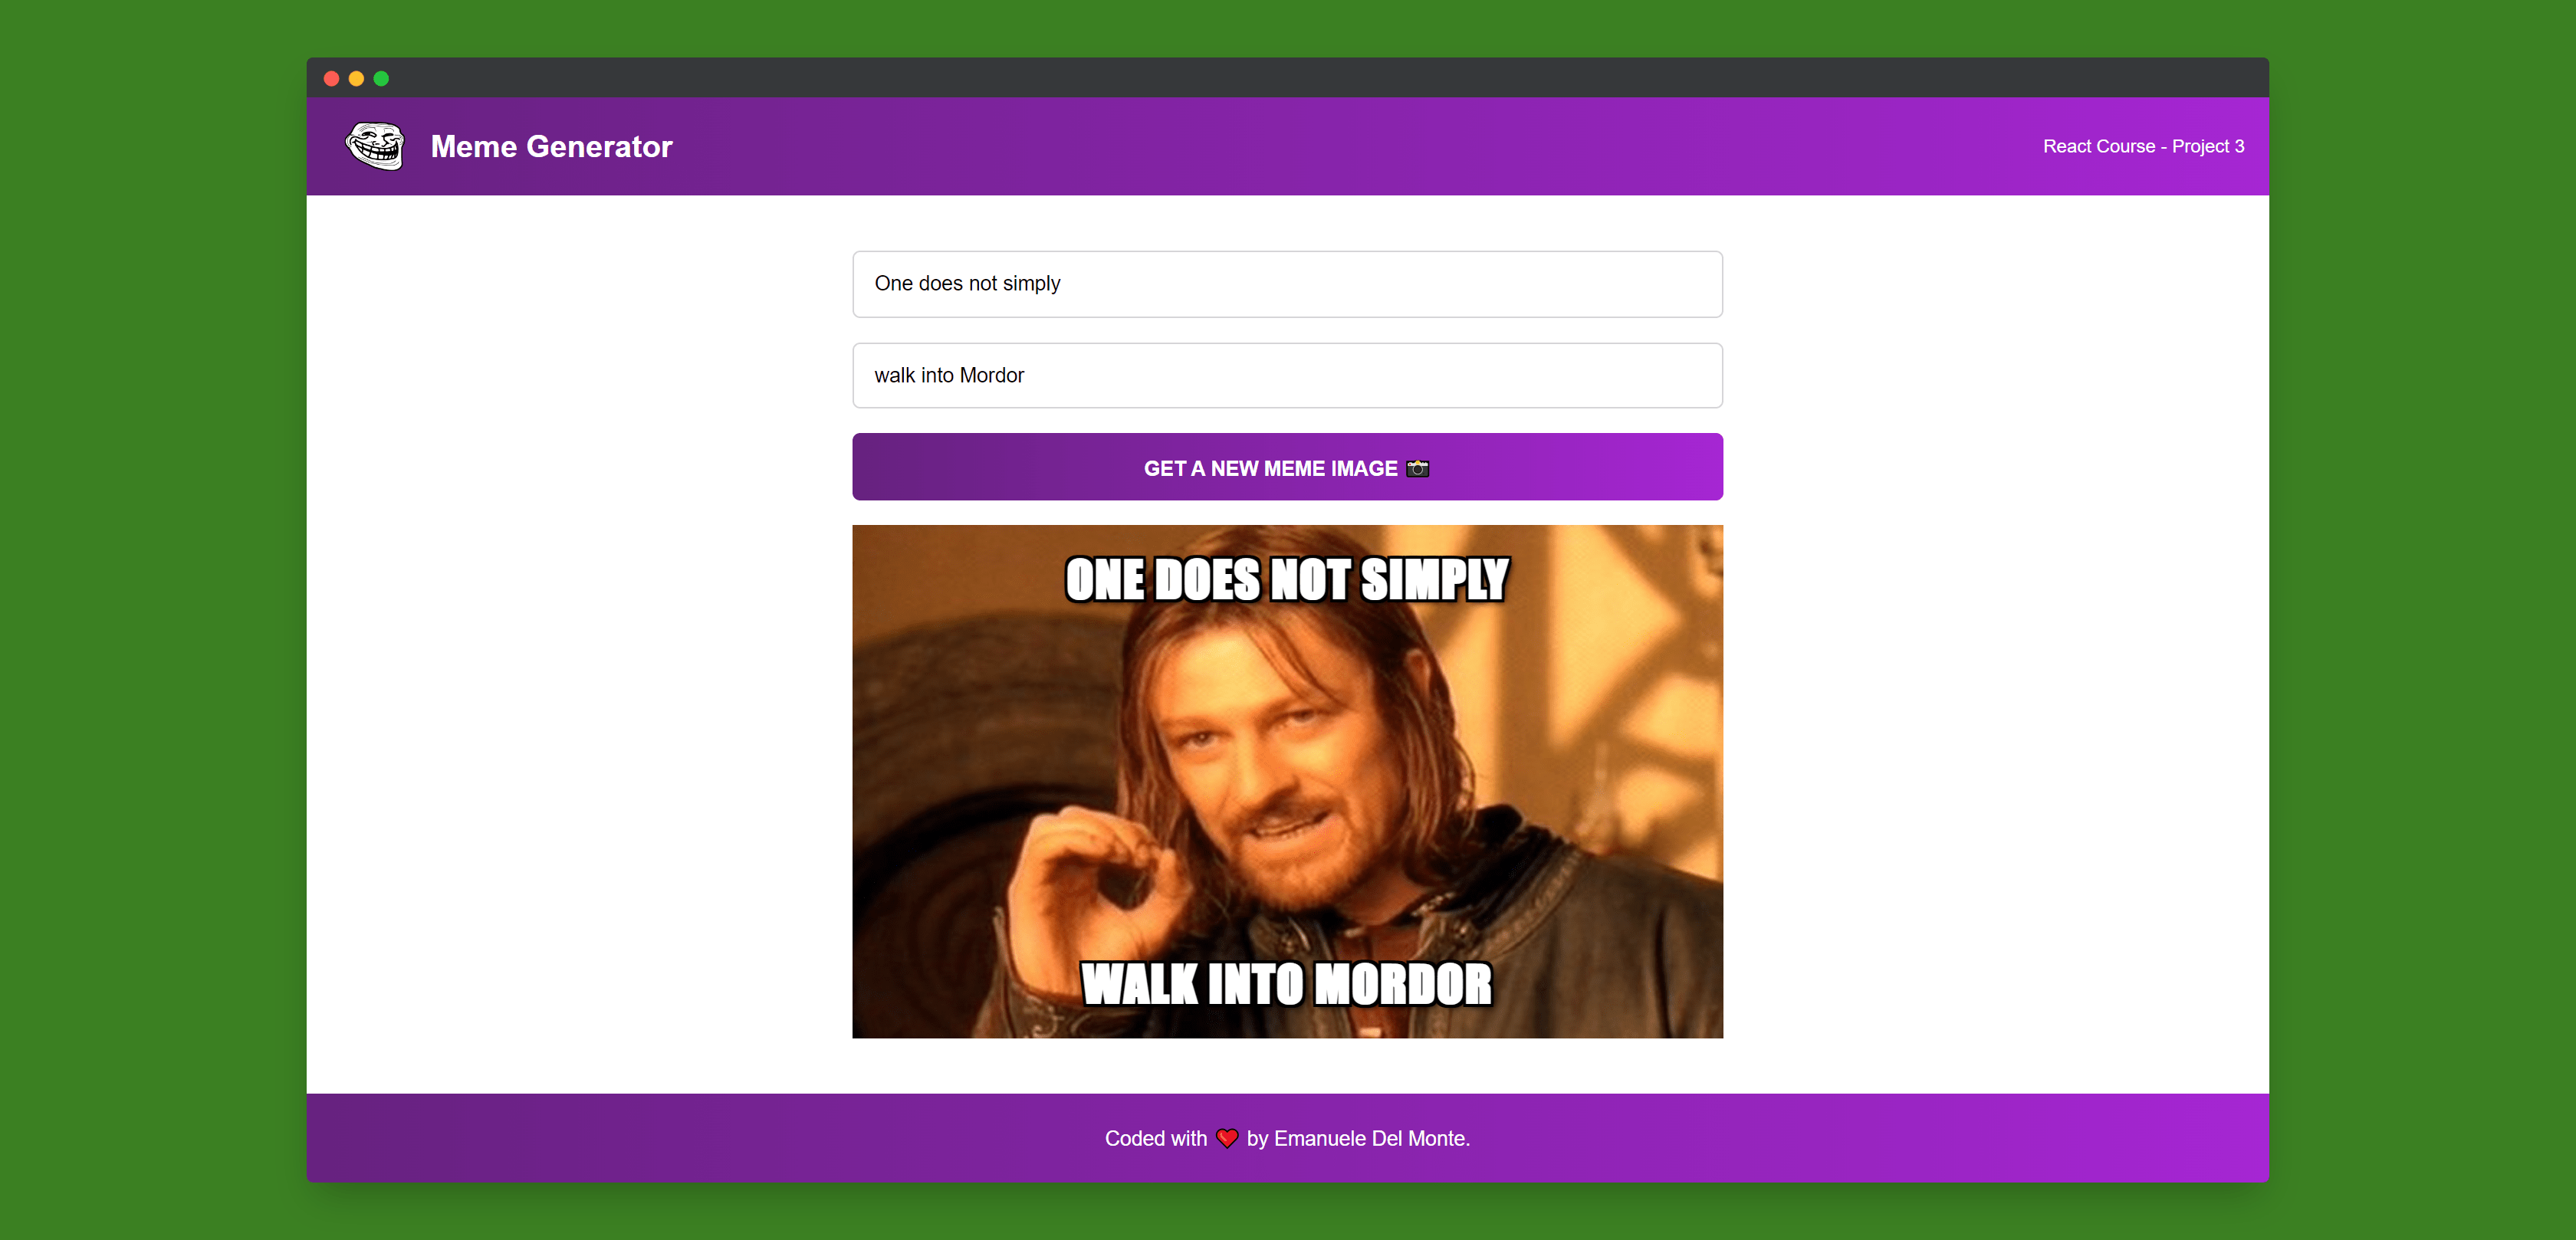 Meme Generator
React Course - Project 3
One does not simply
walk into Mordor
GET A NEW MEME IMAGE 📸
ONE DOES NOT SIMPLY
WALK INTO MORDOR
Coded with ❤️ by Emanuele Del Monte.